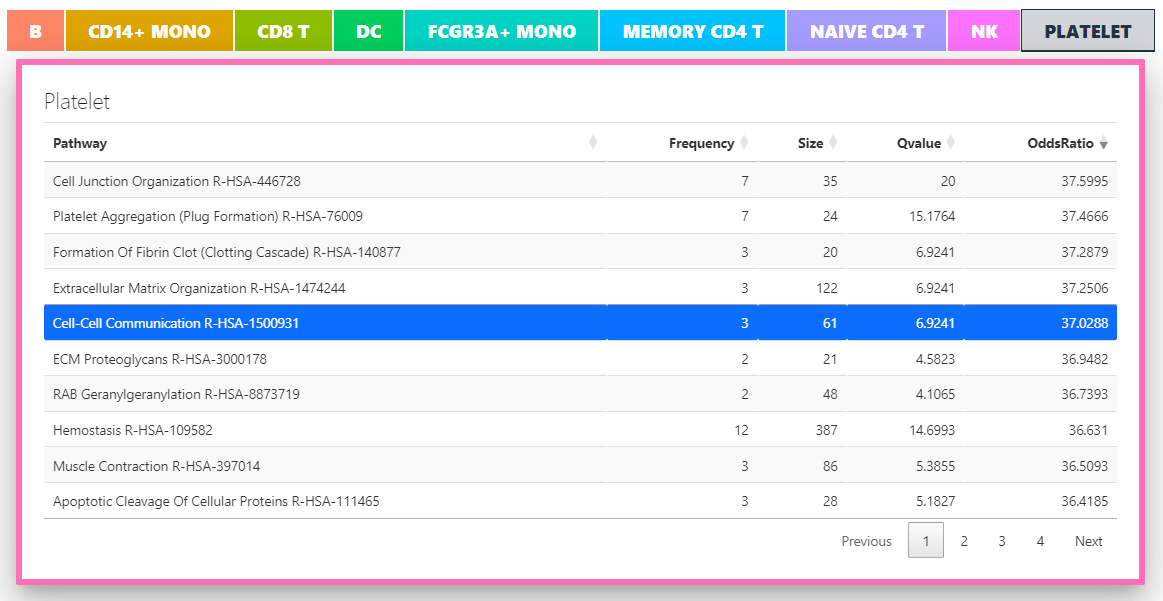 B CD14+ MONO CD8 T DC FCGR3A+ MONO MEMORY CD4 T NAIVE CD4 T NK PLATELET
Platelet
Pathway Frequency Size Qvalue OddsRatio
Cell Junction Organization R-HSA-446728 7 35 20 37.5995
Platelet Aggregation (Plug Formation) R-HSA-76009 7 24 15.1764 37.4666
Formation Of Fibrin Clot (Clotting Cascade) R-HSA-140877 3 20 6.9241 37.2879
Extracellular Matrix Organization R-HSA-1474244 3 122 6.9241 37.2506
Cell-Cell Communication R-HSA-1500931 3 61 6.9241 37.0288
ECM Proteoglycans R-HSA-3000178 2 21 4.5823 36.9482
RAB Geranylgeranylation R-HSA-8873719 2 48 4.1065 36.7393
Hemostasis R-HSA-109582 12 387 14.6993 36.631
Muscle Contraction R-HSA-397014 3 86 5.3855 36.5093
Apoptotic Cleavage Of Cellular Proteins R-HSA-111465 3 28 5.1827 36.4185
Previous 1 2 3 4 Next